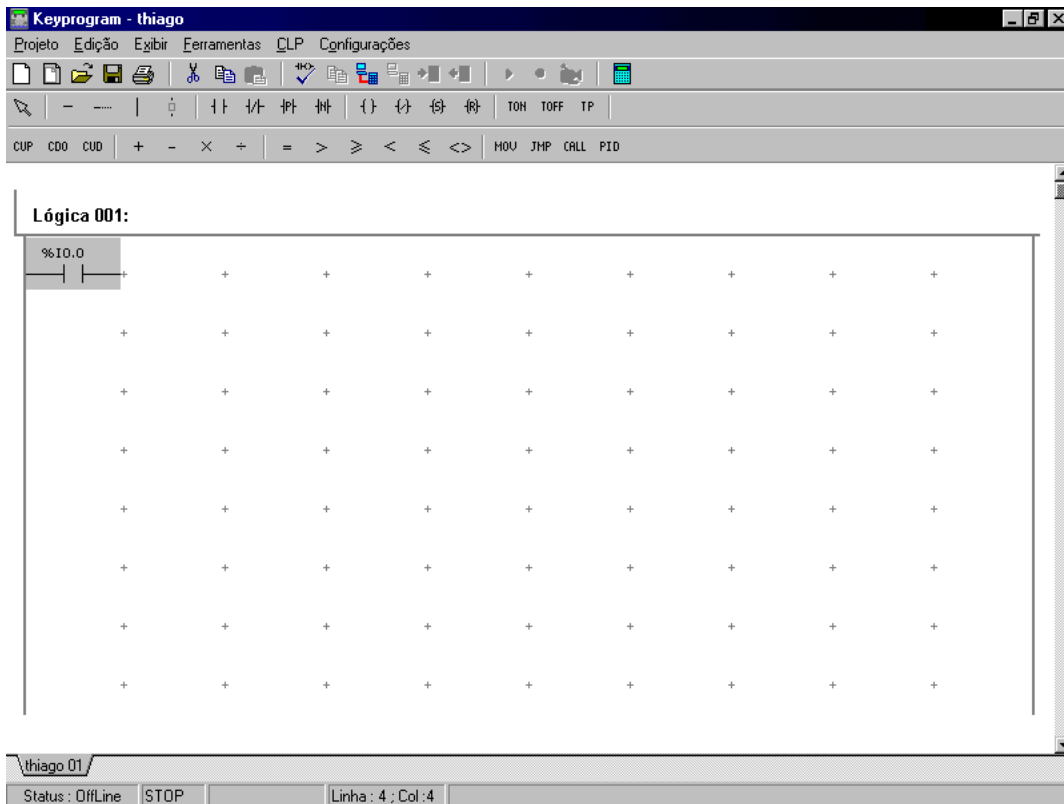 Keyprogram - thiago
Projeto Edição Exibir Ferramentas CLP Configurações
P N S R TON TOFF TP
CUP CDO CUD + - × ÷ = > ⩾ < ⩽ <> MOV JMP CALL PID
Lógica 001:
%I0.0
thiago 01
Status : OffLine STOP Linha : 4 ; Col :4